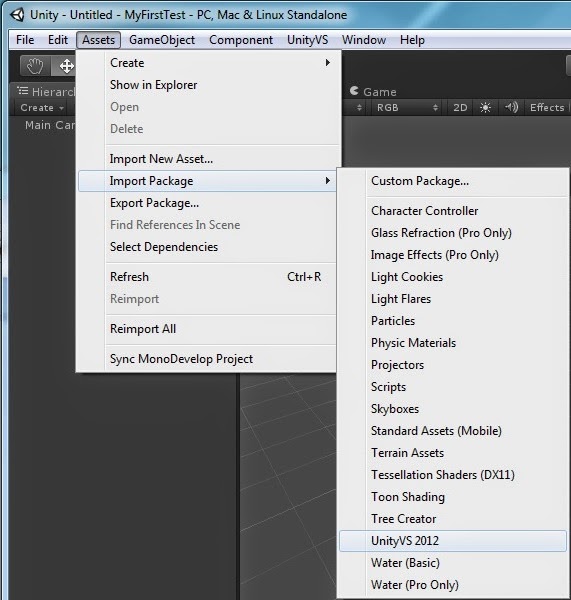 Unity - Untitled - MyFirstTest - PC, Mac & Linux Standalone
File Edit Assets GameObject Component UnityVS Window Help
Hierarc
Game
Create
RGB 2D Effects
Main Car
Create
Show in Explorer
Open
Delete
Import New Asset...
Import Package
Export Package...
Find References In Scene
Select Dependencies
Refresh Ctrl+R
Reimport
Reimport All
Sync MonoDevelop Project
Custom Package...
Character Controller
Glass Refraction (Pro Only)
Image Effects (Pro Only)
Light Cookies
Light Flares
Particles
Physic Materials
Projectors
Scripts
Skyboxes
Standard Assets (Mobile)
Terrain Assets
Tessellation Shaders (DX11)
Toon Shading
Tree Creator
UnityVS 2012
Water (Basic)
Water (Pro Only)